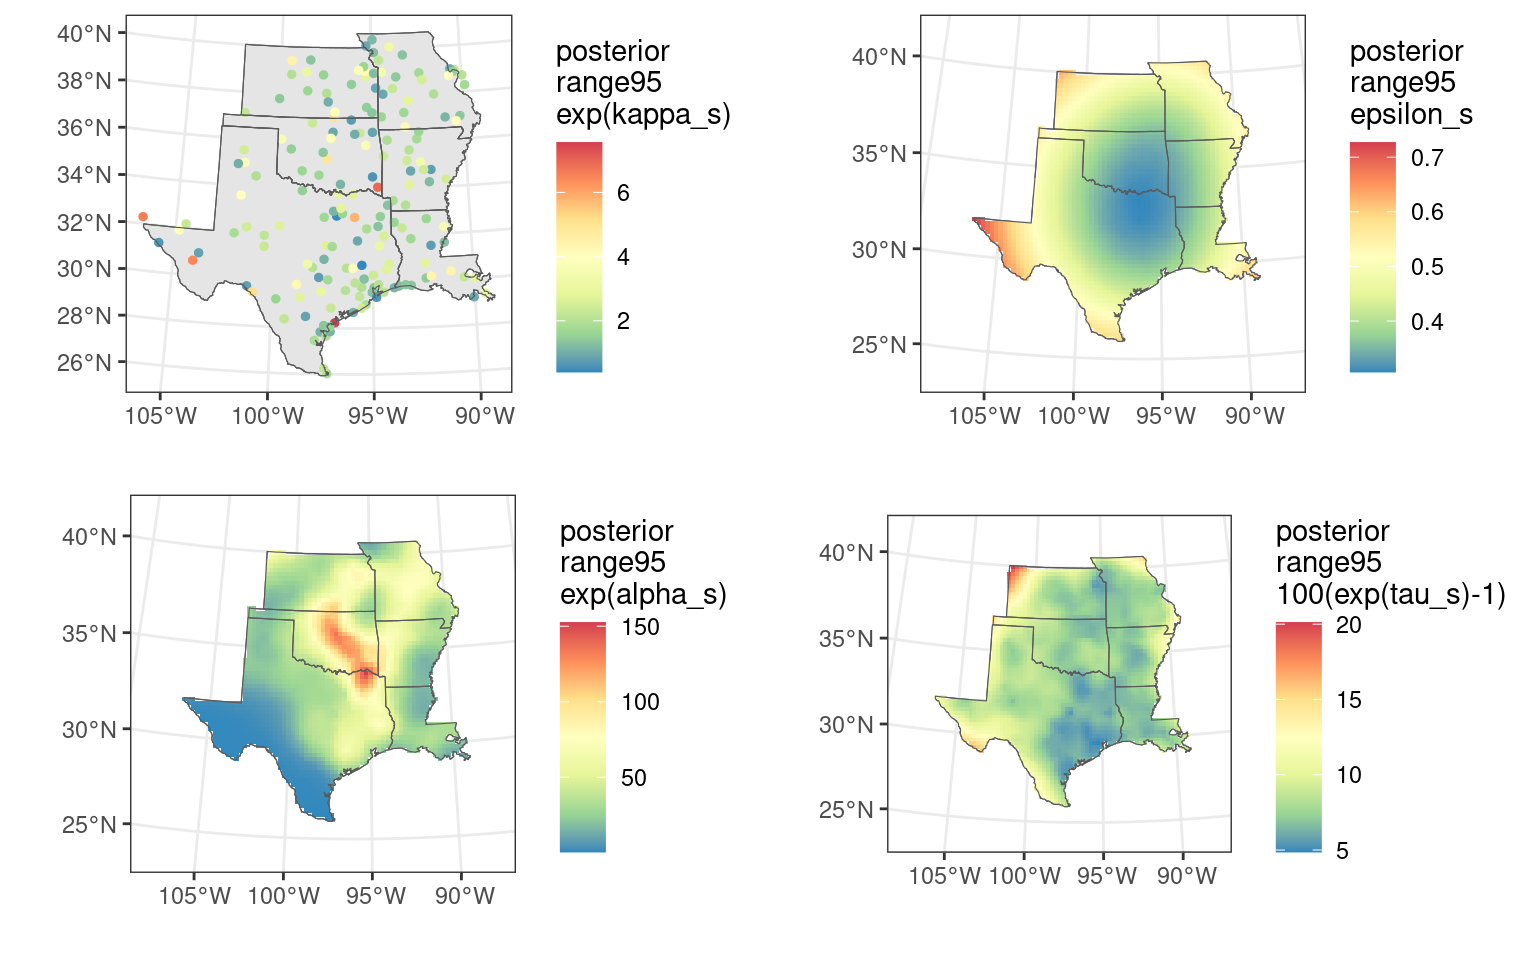 40°N
38°N
36°N
34°N
32°N
30°N
28°N
26°N
105°W 100°W 95°W 90°W
posterior
range95
exp(kappa_s)
6
4
2
40°N
35°N
30°N
25°N
105°W 100°W 95°W 90°W
posterior
range95
epsilon_s
0.7
0.6
0.5
0.4
40°N
35°N
30°N
25°N
105°W 100°W 95°W 90°W
posterior
range95
exp(alpha_s)
150
100
50
40°N
35°N
30°N
25°N
105°W 100°W 95°W 90°W
posterior
range95
100(exp(tau_s)-1)
20
15
10
5